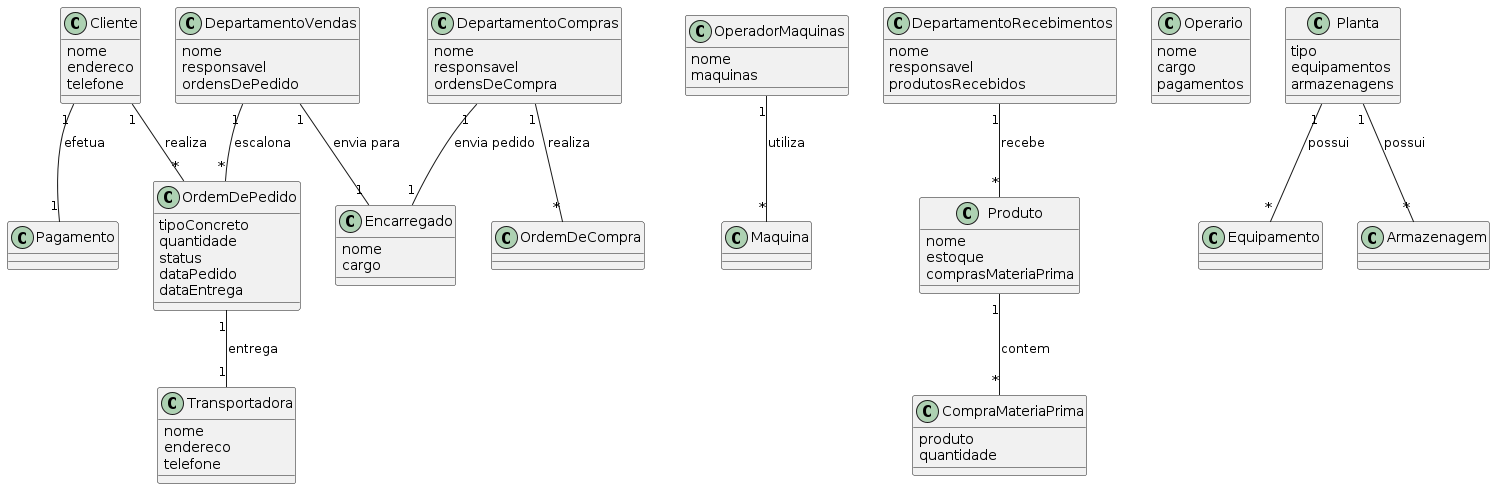 C Cliente
nome
endereco
telefone
C DepartamentoVendas
nome
responsavel
ordensDePedido
C DepartamentoCompras
nome
responsavel
ordensDeCompra
C OperadorMaquinas
nome
maquinas
C DepartamentoRecebimentos
nome
responsavel
produtosRecebidos
C Operario
nome
cargo
pagamentos
C Planta
tipo
equipamentos
armazenagens
1
efetua
1
1
realiza
*
1
escalona
*
1
envia para
1
1
envia pedido
1
1
realiza
*
1
utiliza
*
1
recebe
*
1
possui
*
1
possui
*
C Pagamento
C OrdemDePedido
tipoConcreto
quantidade
status
dataPedido
dataEntrega
C Encarregado
nome
cargo
C OrdemDeCompra
C Maquina
C Produto
nome
estoque
comprasMateriaPrima
C Equipamento
C Armazenagem
1
entrega
1
1
contem
*
C Transportadora
nome
endereco
telefone
C CompraMateriaPrima
produto
quantidade